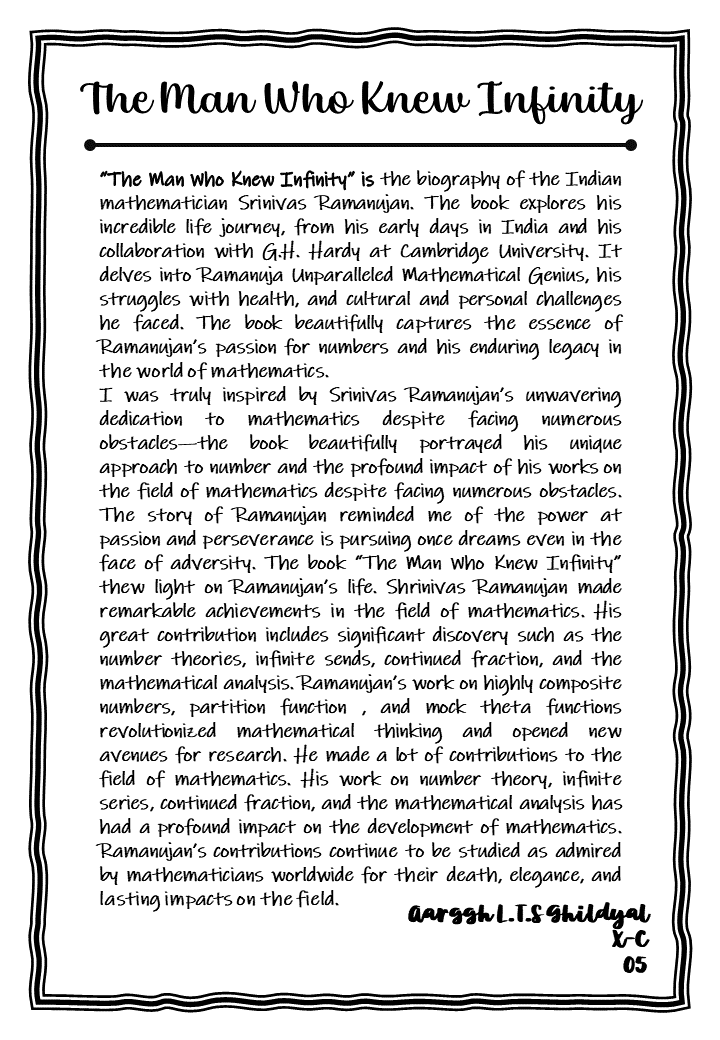 The Man Who Knew Infinity
"The Man Who Knew Infinity" is the biography of the Indian
mathematician Srinivas Ramanujan. The book explores his
incredible life journey, from his early days in India and his
collaboration with G.H. Hardy at Cambridge University. It
delves into Ramanuja Unparalleled Mathematical Genius, his
struggles with health, and cultural and personal challenges
he faced. The book beautifully captures the essence of
Ramanujan's passion for numbers and his enduring legacy in
the world of mathematics.
I was truly inspired by Srinivas Ramanujan's unwavering
dedication to mathematics despite facing numerous
obstacles—the book beautifully portrayed his unique
approach to number and the profound impact of his works on
the field of mathematics despite facing numerous obstacles.
The story of Ramanujan reminded me of the power at
passion and perseverance is pursuing once dreams even in the
face of adversity. The book "The Man Who Knew Infinity"
thew light on Ramanujan's life. Shrinivas Ramanujan made
remarkable achievements in the field of mathematics. His
great contribution includes significant discovery such as the
number theories, infinite sends, continued fraction, and the
mathematical analysis. Ramanujan's work on highly composite
numbers, partition function , and mock theta functions
revolutionized mathematical thinking and opened new
avenues for research. He made a lot of contributions to the
field of mathematics. His work on number theory, infinite
series, continued fraction, and the mathematical analysis has
had a profound impact on the development of mathematics.
Ramanujan's contributions continue to be studied as admired
by mathematicians worldwide for their death, elegance, and
lasting impacts on the field.
Aarggh L.T.S Ghildyal
X-C
05